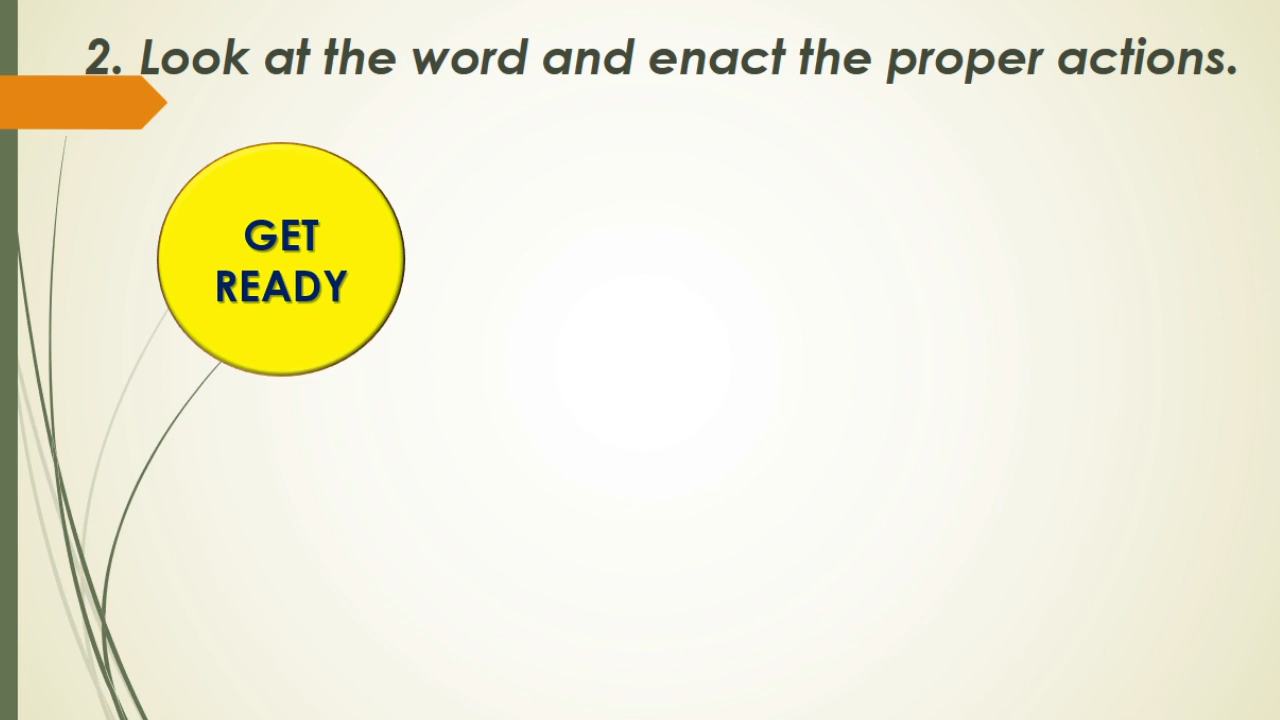 2. Look at the word and enact the proper actions.
GET
READY